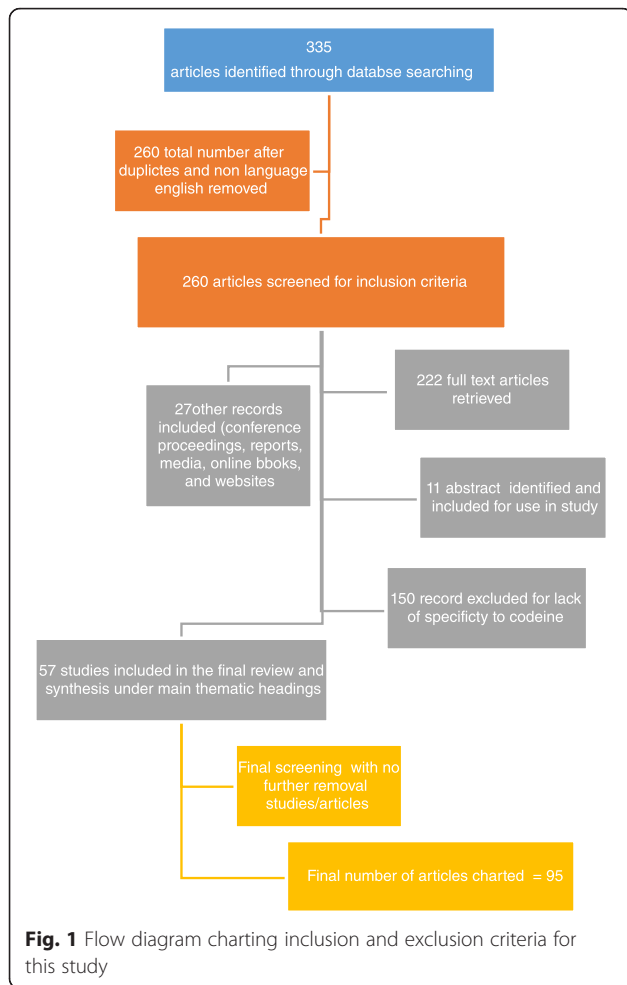 335
articles identified through databse searching
260 total number after
duplictes and non language
english removed
260 articles screened for inclusion criteria
222 full text articles
retrieved
27other records
included (conference
proceedings, reports,
media, online bboks,
and websites
11 abstract identified and
included for use in study
150 record excluded for lack
of specificty to codeine
57 studies included in the final review and
synthesis under main thematic headings
Final screening with no
further removal
studies/articles
Final number of articles charted = 95
Fig. 1 Flow diagram charting inclusion and exclusion criteria for
this study